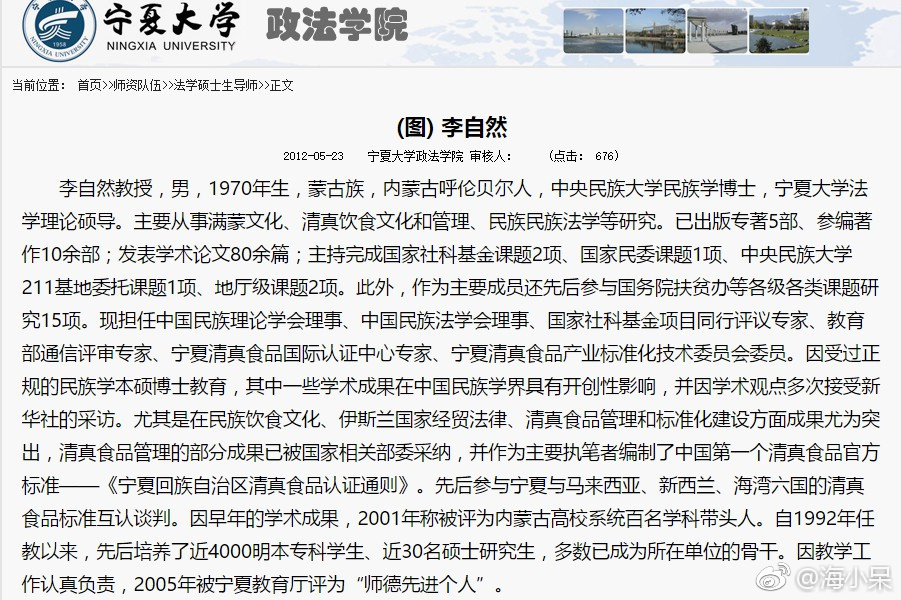 宁夏大学 政法学院
NINGXIA UNIVERSITY
NINGXIA UNIVERSITY
1958
当前位置： 首页>>师资队伍>>法学硕士生导师>>正文
(图) 李自然
2012-05-23 宁夏大学政法学院 审核人： (点击： 676)
李自然教授，男，1970年生，蒙古族，内蒙古呼伦贝尔人，中央民族大学民族学博士，宁夏大学法
学理论硕导。主要从事满蒙文化、清真饮食文化和管理、民族民族法学等研究。已出版专著5部、参编著
作10余部；发表学术论文80余篇；主持完成国家社科基金课题2项、国家民委课题1项、中央民族大学
211基地委托课题1项、地厅级课题2项。此外，作为主要成员还先后参与国务院扶贫办等各级各类课题研
究15项。现担任中国民族理论学会理事、中国民族法学会理事、国家社科基金项目同行评议专家、教育
部通信评审专家、宁夏清真食品国际认证中心专家、宁夏清真食品产业标准化技术委员会委员。因受过正
规的民族学本硕博士教育，其中一些学术成果在中国民族学界具有开创性影响，并因学术观点多次接受新
华社的采访。尤其是在民族饮食文化、伊斯兰国家经贸法律、清真食品管理和标准化建设方面成果尤为突
出，清真食品管理的部分成果已被国家相关部委采纳，并作为主要执笔者编制了中国第一个清真食品官方
标准——《宁夏回族自治区清真食品认证通则》。先后参与宁夏与马来西亚、新西兰、海湾六国的清真
食品标准互认谈判。因早年的学术成果，2001年称被评为内蒙古高校系统百名学科带头人。自1992年任
教以来，先后培养了近4000明本专科学生、近30名硕士研究生，多数已成为所在单位的骨干。因教学工
作认真负责，2005年被宁夏教育厅评为“师德先进个人”。
@海小呆